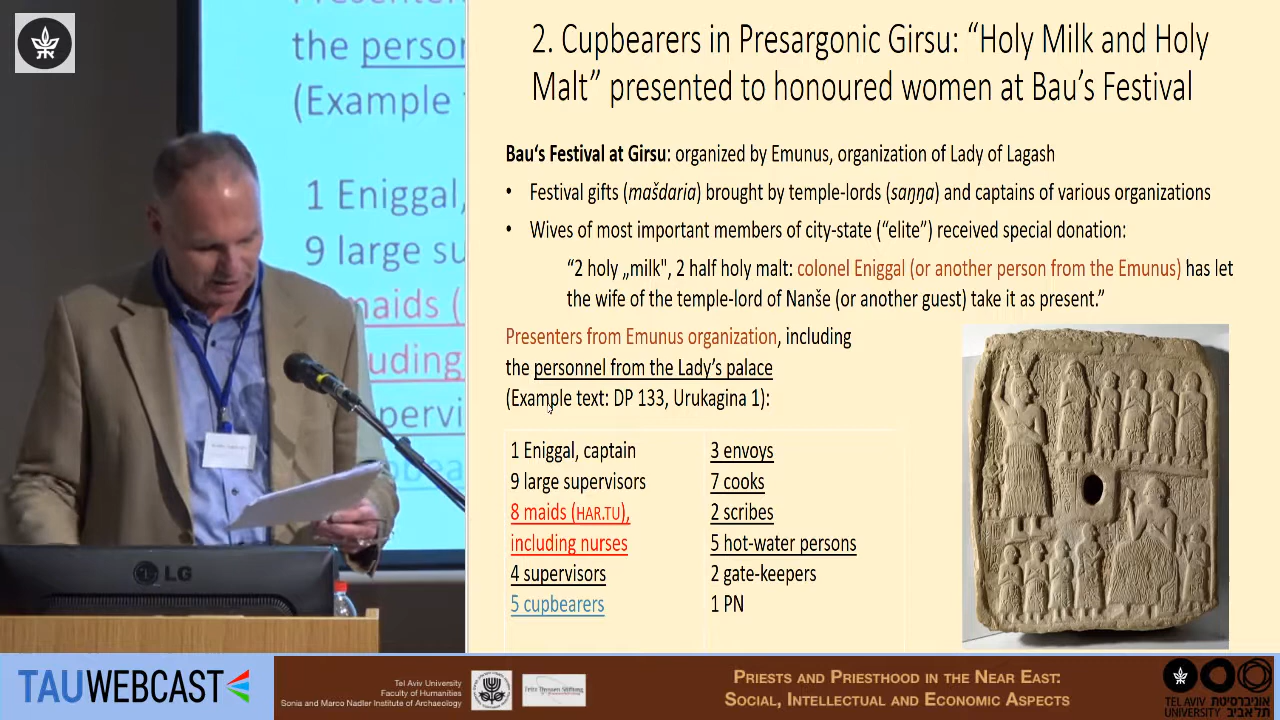 the perso
(Example
1 Eniggal,
9 large su
maids (
uding
pervi
2. Cupbearers in Presargonic Girsu: “Holy Milk and Holy
Malt” presented to honoured women at Bau’s Festival
Bau‘s Festival at Girsu: organized by Emunus, organization of Lady of Lagash
• Festival gifts (mašdaria) brought by temple-lords (saŋŋa) and captains of various organizations
• Wives of most important members of city-state (“elite”) received special donation:
“2 holy „milk", 2 half holy malt: colonel Eniggal (or another person from the Emunus) has let
the wife of the temple-lord of Nanše (or another guest) take it as present.”
Presenters from Emunus organization, including
the personnel from the Lady’s palace
(Example text: DP 133, Urukagina 1):
1 Eniggal, captain
9 large supervisors
8 maids (HAR.TU),
including nurses
4 supervisors
5 cupbearers
3 envoys
7 cooks
2 scribes
5 hot-water persons
2 gate-keepers
1 PN
LG
TAUWEBCAST
Tel Aviv University
Faculty of Humanities
Sonia and Marco Nadler Institute of Archaeology
Fritz Thyssen Stiftung
PRIESTS AND PRIESTHOOD IN THE NEAR EAST:
SOCIAL, INTELLECTUAL AND ECONOMIC ASPECTS
TEL AVIV אוניברסיטת
UNIVERSITY תל אביב